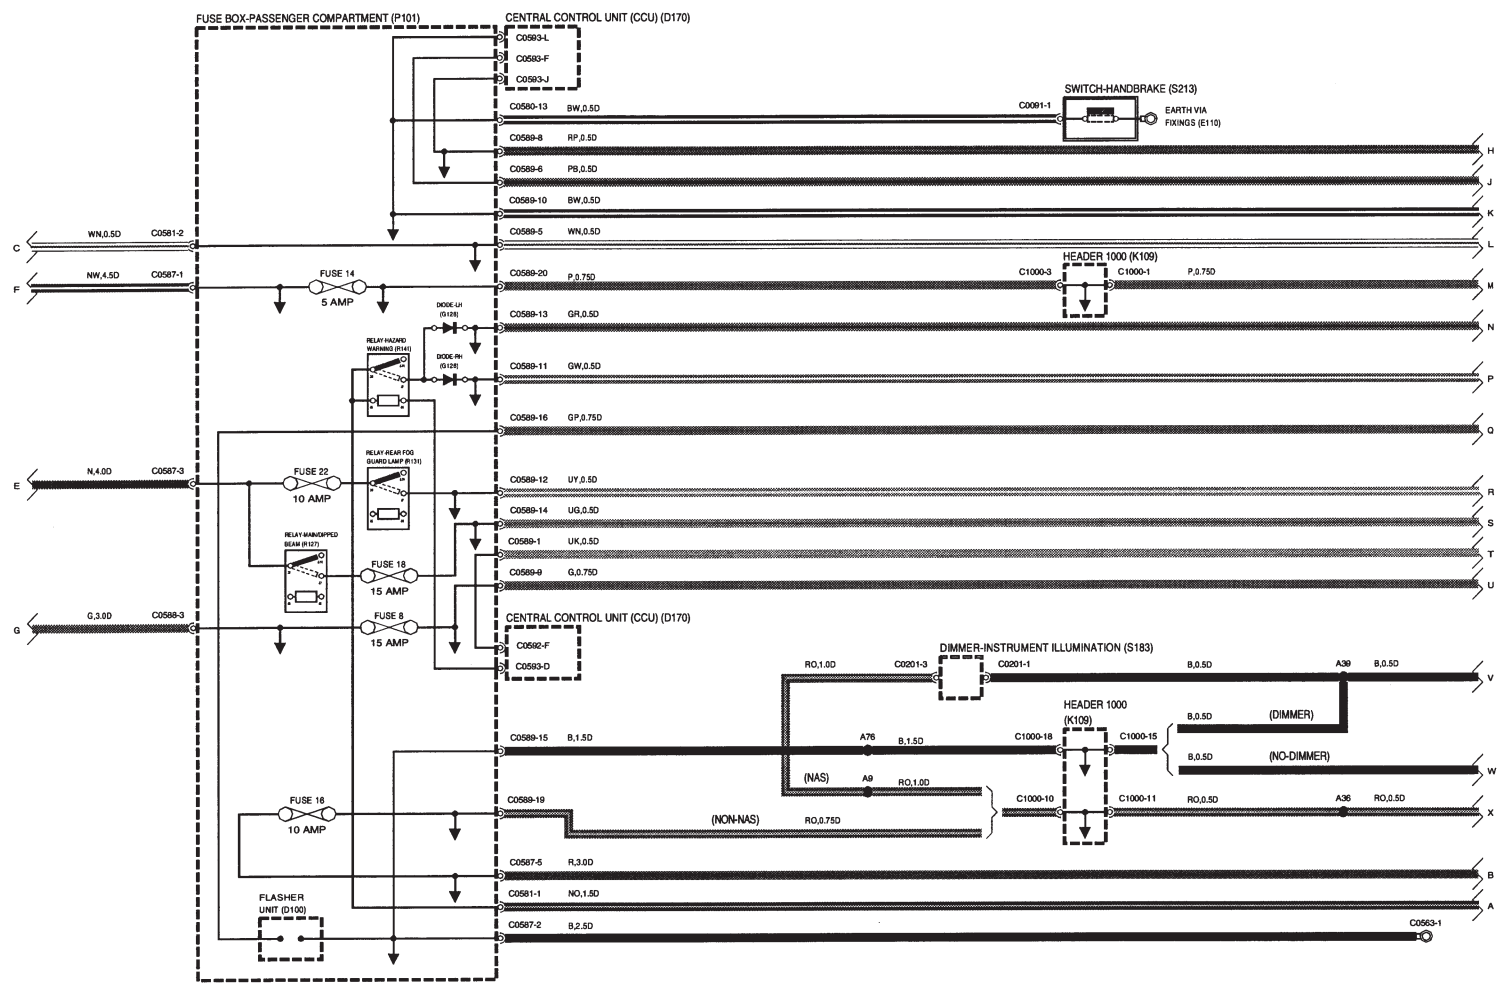 FUSE BOX-PASSENGER COMPARTMENT (P101)
CENTRAL CONTROL UNIT (CCU) (D170)
C0593-L
C0593-F
C0593-J
C0580-13 BW,0.5D
C0091-1
SWITCH-HANDBRAKE (S213)
EARTH VIA
FIXINGS (E110)
C0589-8 RP,0.5D
H
C0589-6 PB,0.5D
J
C0589-10 BW,0.5D
K
C WN,0.5D C0581-2
C0589-5 WN,0.5D
L
F NW,4.5D C0587-1
FUSE 14
5 AMP
C0589-20 P,0.75D
C1000-3
HEADER 1000 (K109)
C1000-1 P,0.75D
M
DIODE-LH
(G126)
C0589-13 GR,0.5D
N
RELAY-HAZARD
WARNING (R141)
DIODE-RH
(G126)
C0589-11 GW,0.5D
P
C0589-16 GP,0.75D
Q
E N,4.0D C0587-3
FUSE 22
10 AMP
RELAY-REAR FOG
GUARD LAMP (R131)
C0589-12 UY,0.5D
R
C0589-14 UG,0.5D
S
RELAY-MAIN/DIPPED
BEAM (R127)
FUSE 18
15 AMP
C0589-1 UK,0.5D
T
C0589-9 G,0.75D
U
G G,3.0D C0588-3
FUSE 8
15 AMP
CENTRAL CONTROL UNIT (CCU) (D170)
C0592-F
C0593-D
DIMMER-INSTRUMENT ILLUMINATION (S183)
RO,1.0D C0201-3
C0201-1 B,0.5D
A39 B,0.5D
V
HEADER 1000
(K109)
B,0.5D (DIMMER)
C0589-15 B,1.5D
A76 B,1.5D
C1000-18 C1000-15
B,0.5D (NO-DIMMER)
W
(NAS) A9 RO,1.0D
FUSE 16
10 AMP
C0589-19
(NON-NAS) RO,0.75D
C1000-10 C1000-11
RO,0.5D A36 RO,0.5D
X
C0587-5 R,3.0D
B
FLASHER
UNIT (D100)
C0581-1 NO,1.5D
A
C0587-2 B,2.5D
C0563-1